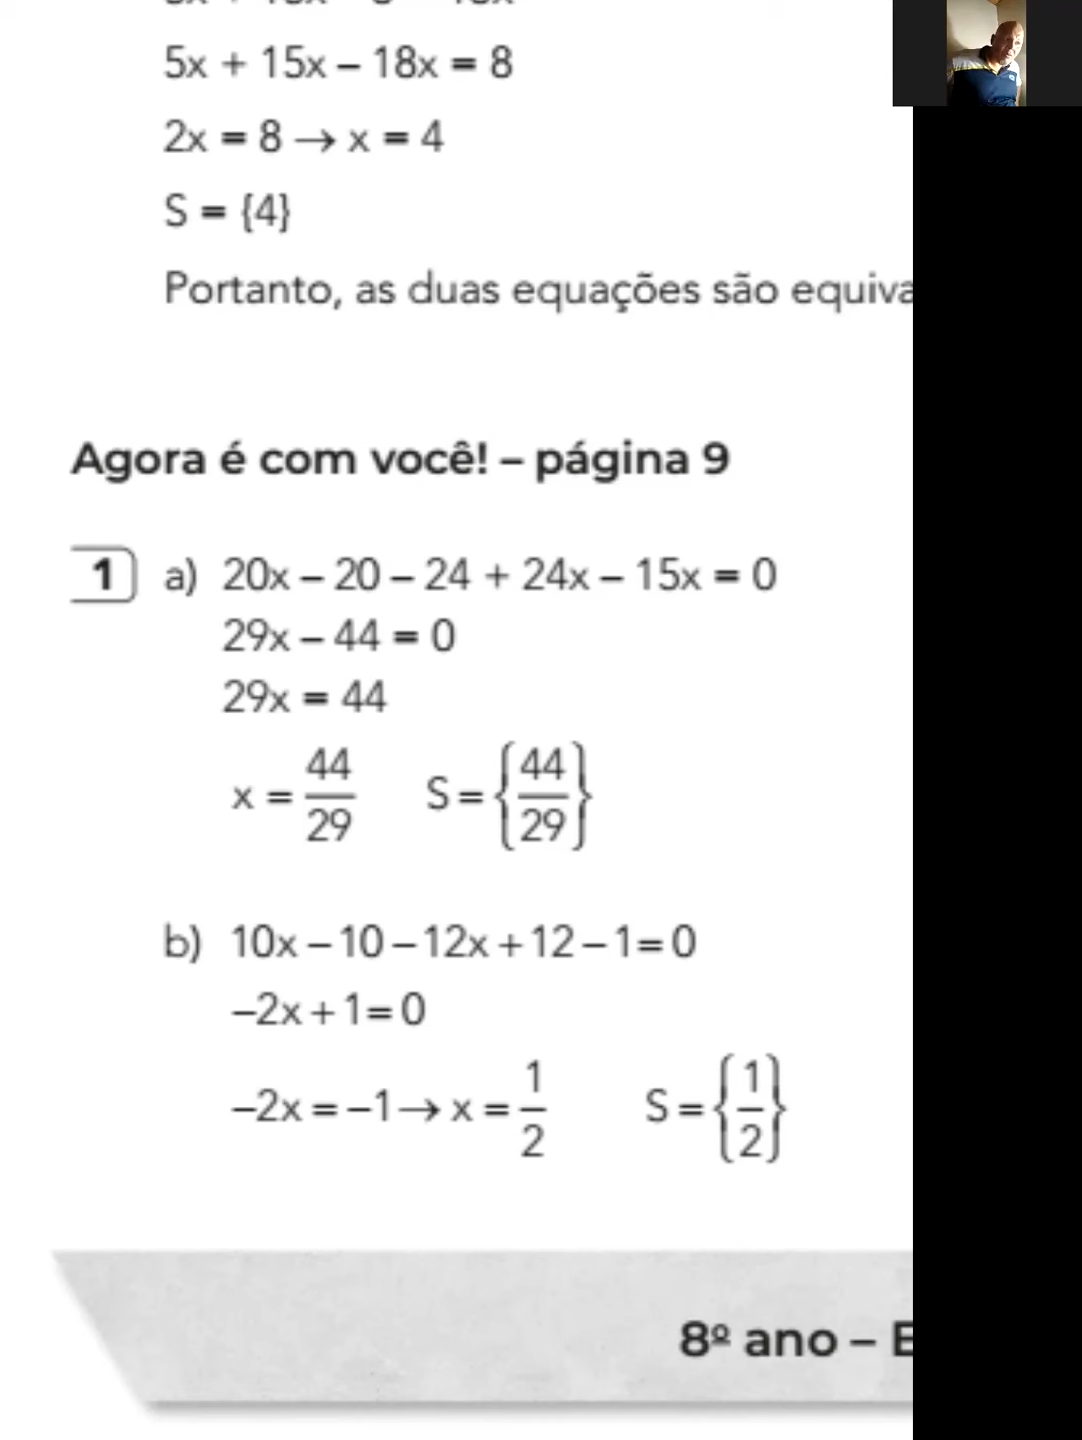 5x + 15x – 18x = 8
2x = 8 → x = 4
S = {4}
Portanto, as duas equações são equiva
Agora é com você! – página 9
1 a) 20x – 20 – 24 + 24x – 15x = 0
29x – 44 = 0
29x = 44
x = 44/29 S = {44/29}
b) 10x – 10 – 12x + 12 – 1 = 0
–2x + 1 = 0
–2x = –1 → x = 1/2 S = {1/2}
8º ano – E